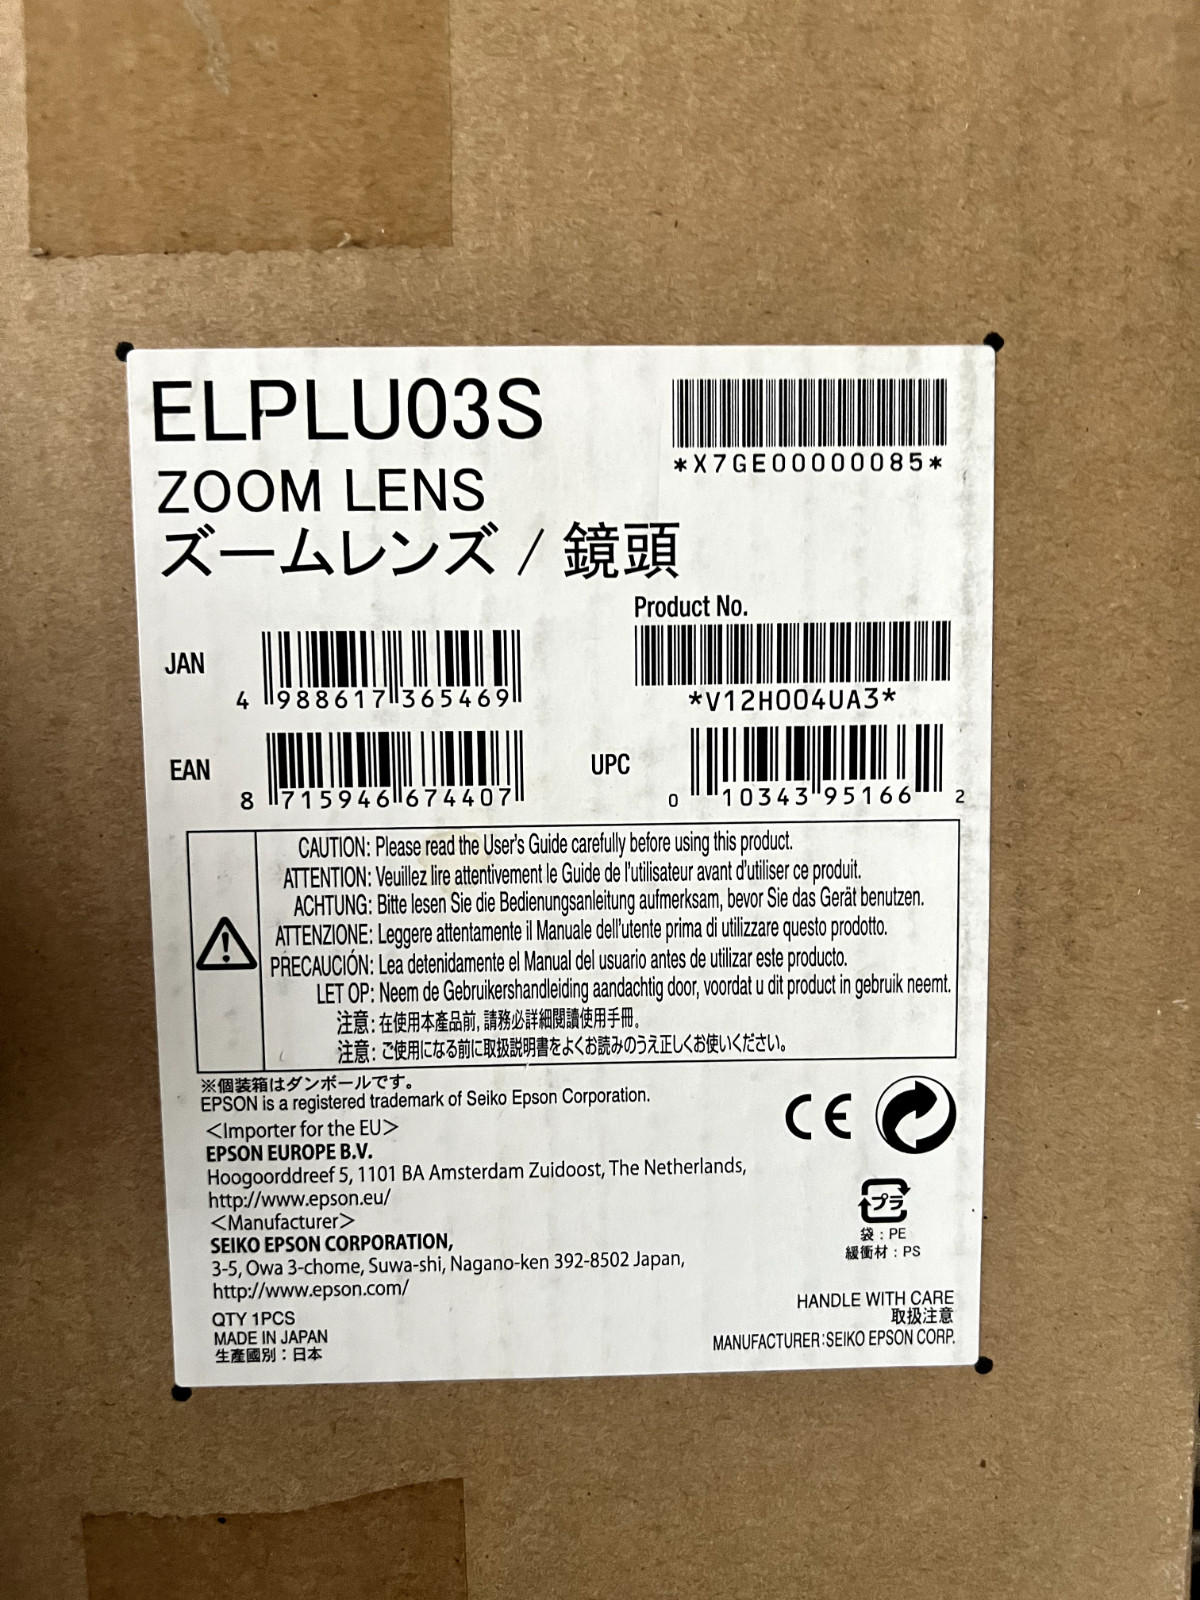 ELPLU03S
*X7GE00000085*
ZOOM LENS
ズームレンズ / 鏡頭
Product No.
*V12H004UA3*
JAN
4 988617 365469
EAN
8 715946 674407
UPC
0 10343 95166 2
CAUTION: Please read the User's Guide carefully before using this product.
ATTENTION: Veuillez lire attentivement le Guide de l'utilisateur avant d'utiliser ce produit.
ACHTUNG: Bitte lesen Sie die Bedienungsanleitung aufmerksam, bevor Sie das Gerät benutzen.
ATTENZIONE: Leggere attentamente il Manuale dell'utente prima di utilizzare questo prodotto.
PRECAUCIÓN: Lea detenidamente el Manual del usuario antes de utilizar este producto.
LET OP: Neem de Gebruikershandleiding aandachtig door, voordat u dit product in gebruik neemt.
注意: 在使用本產品前, 請務必詳細閱讀使用手冊。
注意: ご使用になる前に取扱説明書をよくお読みのうえ正しくお使いください。
※個装箱はダンボールです。
EPSON is a registered trademark of Seiko Epson Corporation.
<Importer for the EU>
EPSON EUROPE B.V.
Hoogoorddreef 5, 1101 BA Amsterdam Zuidoost, The Netherlands,
http://www.epson.eu/
<Manufacturer>
SEIKO EPSON CORPORATION,
3-5, Owa 3-chome, Suwa-shi, Nagano-ken 392-8502 Japan,
http://www.epson.com/
QTY 1PCS
MADE IN JAPAN
生產國別：日本
CE
プラ
袋：PE
緩衝材：PS
HANDLE WITH CARE
取扱注意
MANUFACTURER:SEIKO EPSON CORP.